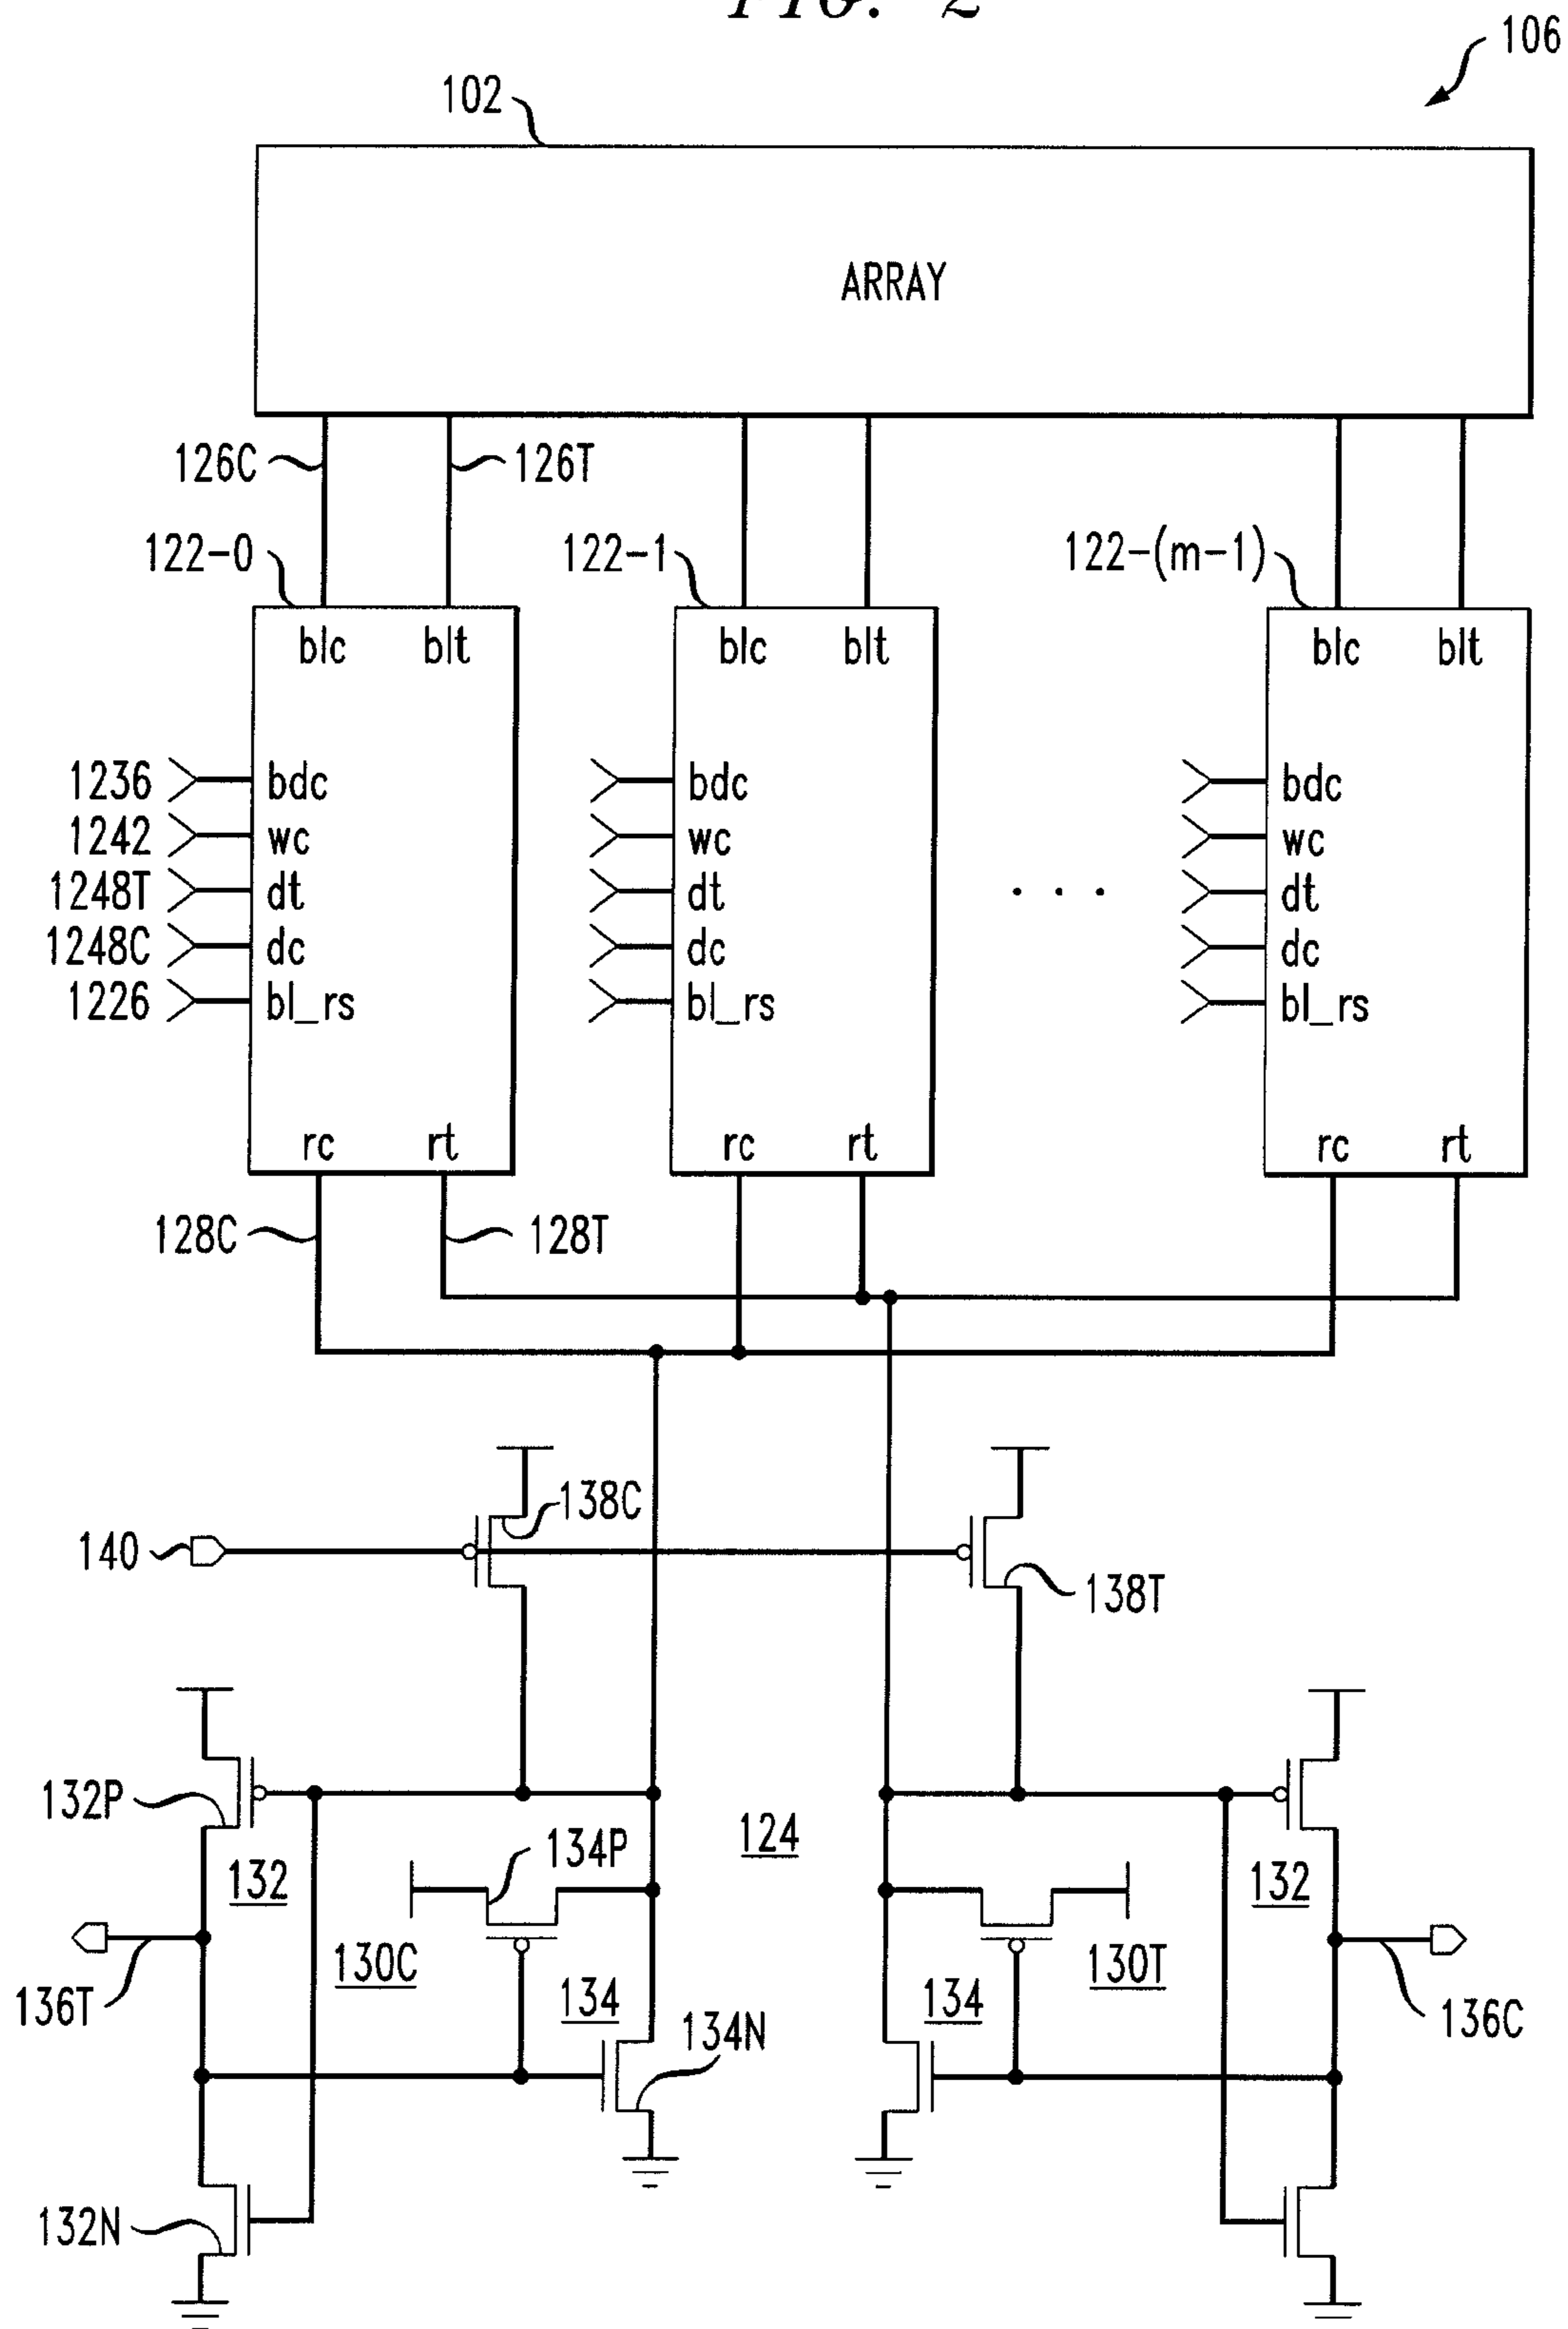 FIG. 2
106
102
ARRAY
126C
126T
122-0
122-1
122-(m-1)
blc blt
blc blt
blc blt
1236
bdc
bdc
bdc
1242
wc
wc
wc
1248T
dt
dt
. . .
dt
1248C
dc
dc
dc
1226
bl_rs
bl_rs
bl_rs
rc rt
rc rt
rc rt
128C
128T
138C
140
138T
132P
134P
124
132
132
130C
130T
136T
134
134
136C
134N
132N